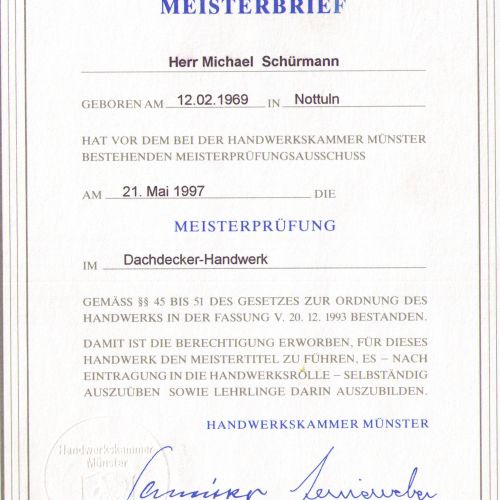 MEISTERBRIEF
Herr Michael Schürmann
GEBOREN AM 12.02.1969 IN Nottuln
HAT VOR DEM BEI DER HANDWERKSKAMMER MÜNSTER
BESTEHENDEN MEISTERPRÜFUNGSAUSSCHUSS
AM 21. Mai 1997 DIE
MEISTERPRÜFUNG
IM Dachdecker-Handwerk
GEMÄSS §§ 45 BIS 51 DES GESETZES ZUR ORDNUNG DES
HANDWERKS IN DER FASSUNG V. 20. 12. 1993 BESTANDEN.
DAMIT IST DIE BERECHTIGUNG ERWORBEN, FÜR DIESES
HANDWERK DEN MEISTERTITEL ZU FÜHREN, ES – NACH
EINTRAGUNG IN DIE HANDWERKSROLLE – SELBSTÄNDIG
AUSZUÜBEN SOWIE LEHRLINGE DARIN AUSZUBILDEN.
HANDWERKSKAMMER MÜNSTER
Handwerkskammer
Münster